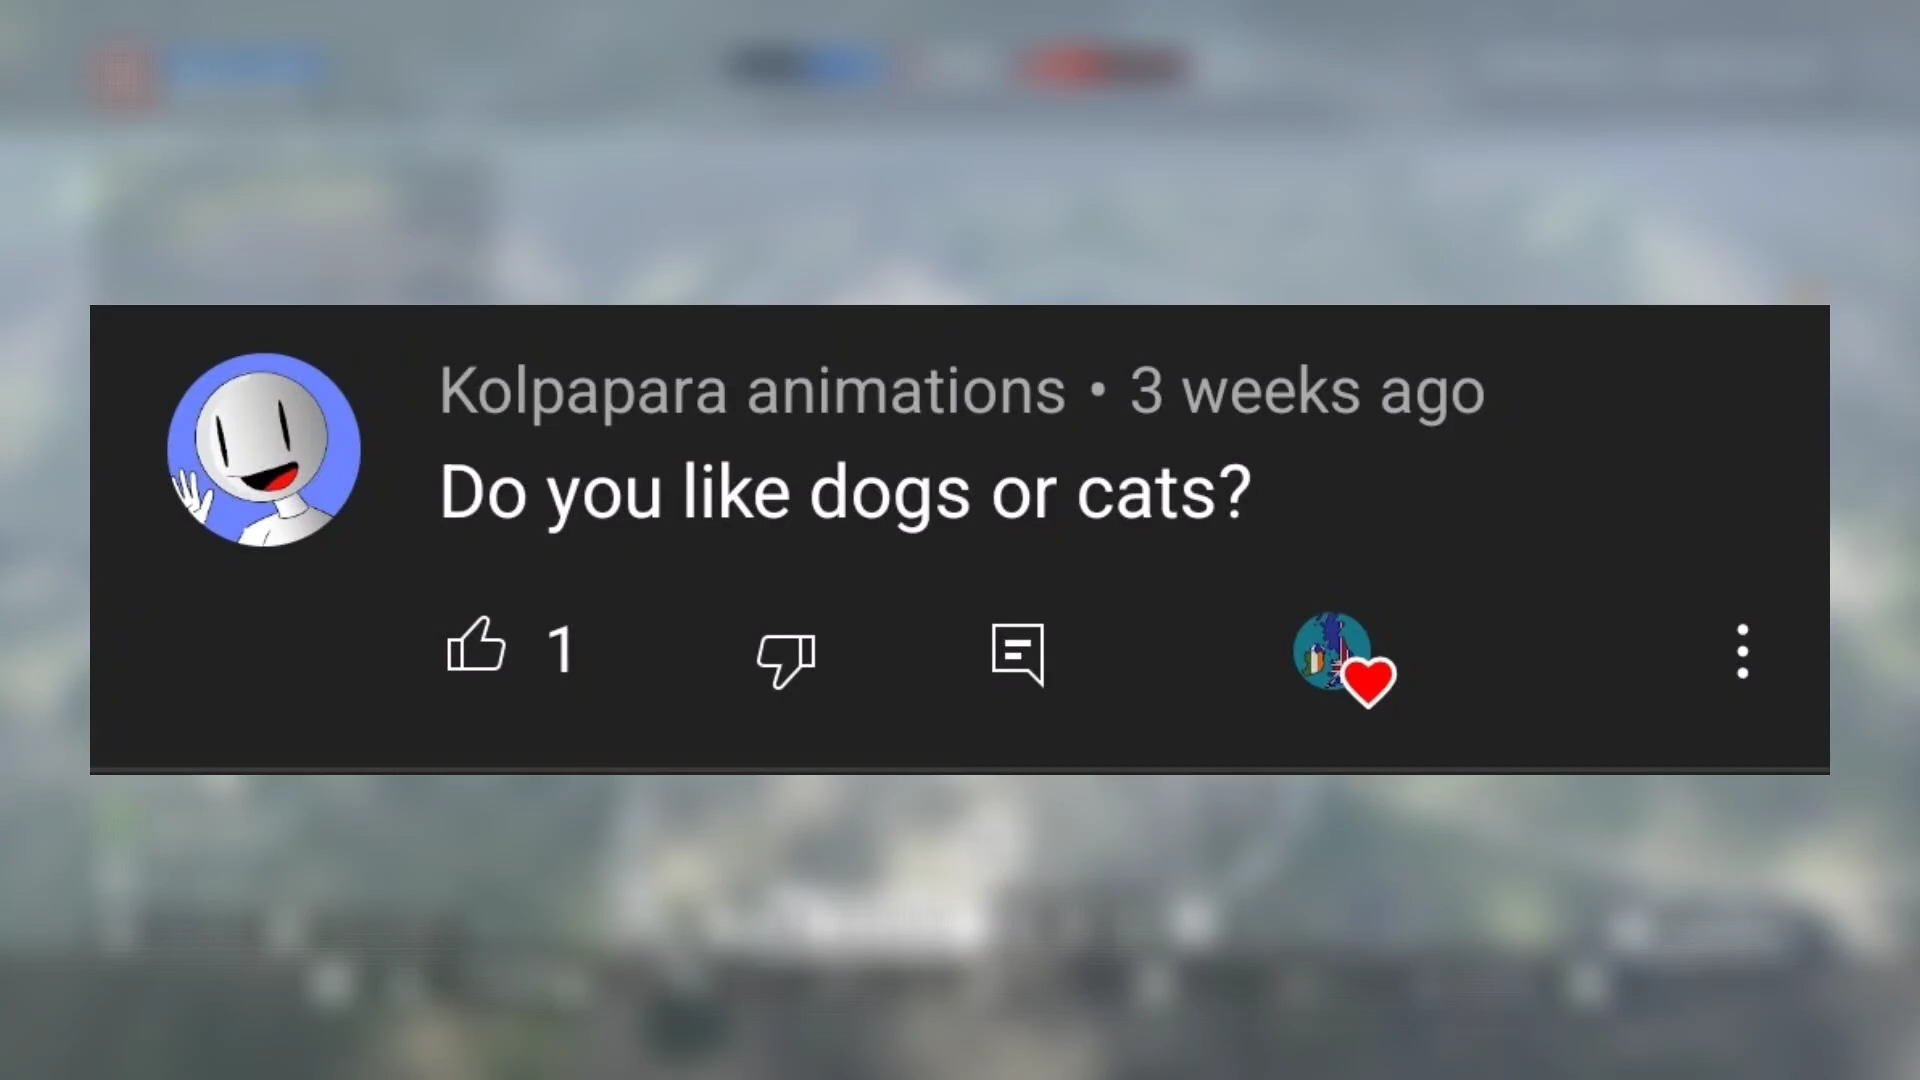 Kolpapara animations • 3 weeks ago
Do you like dogs or cats?
1